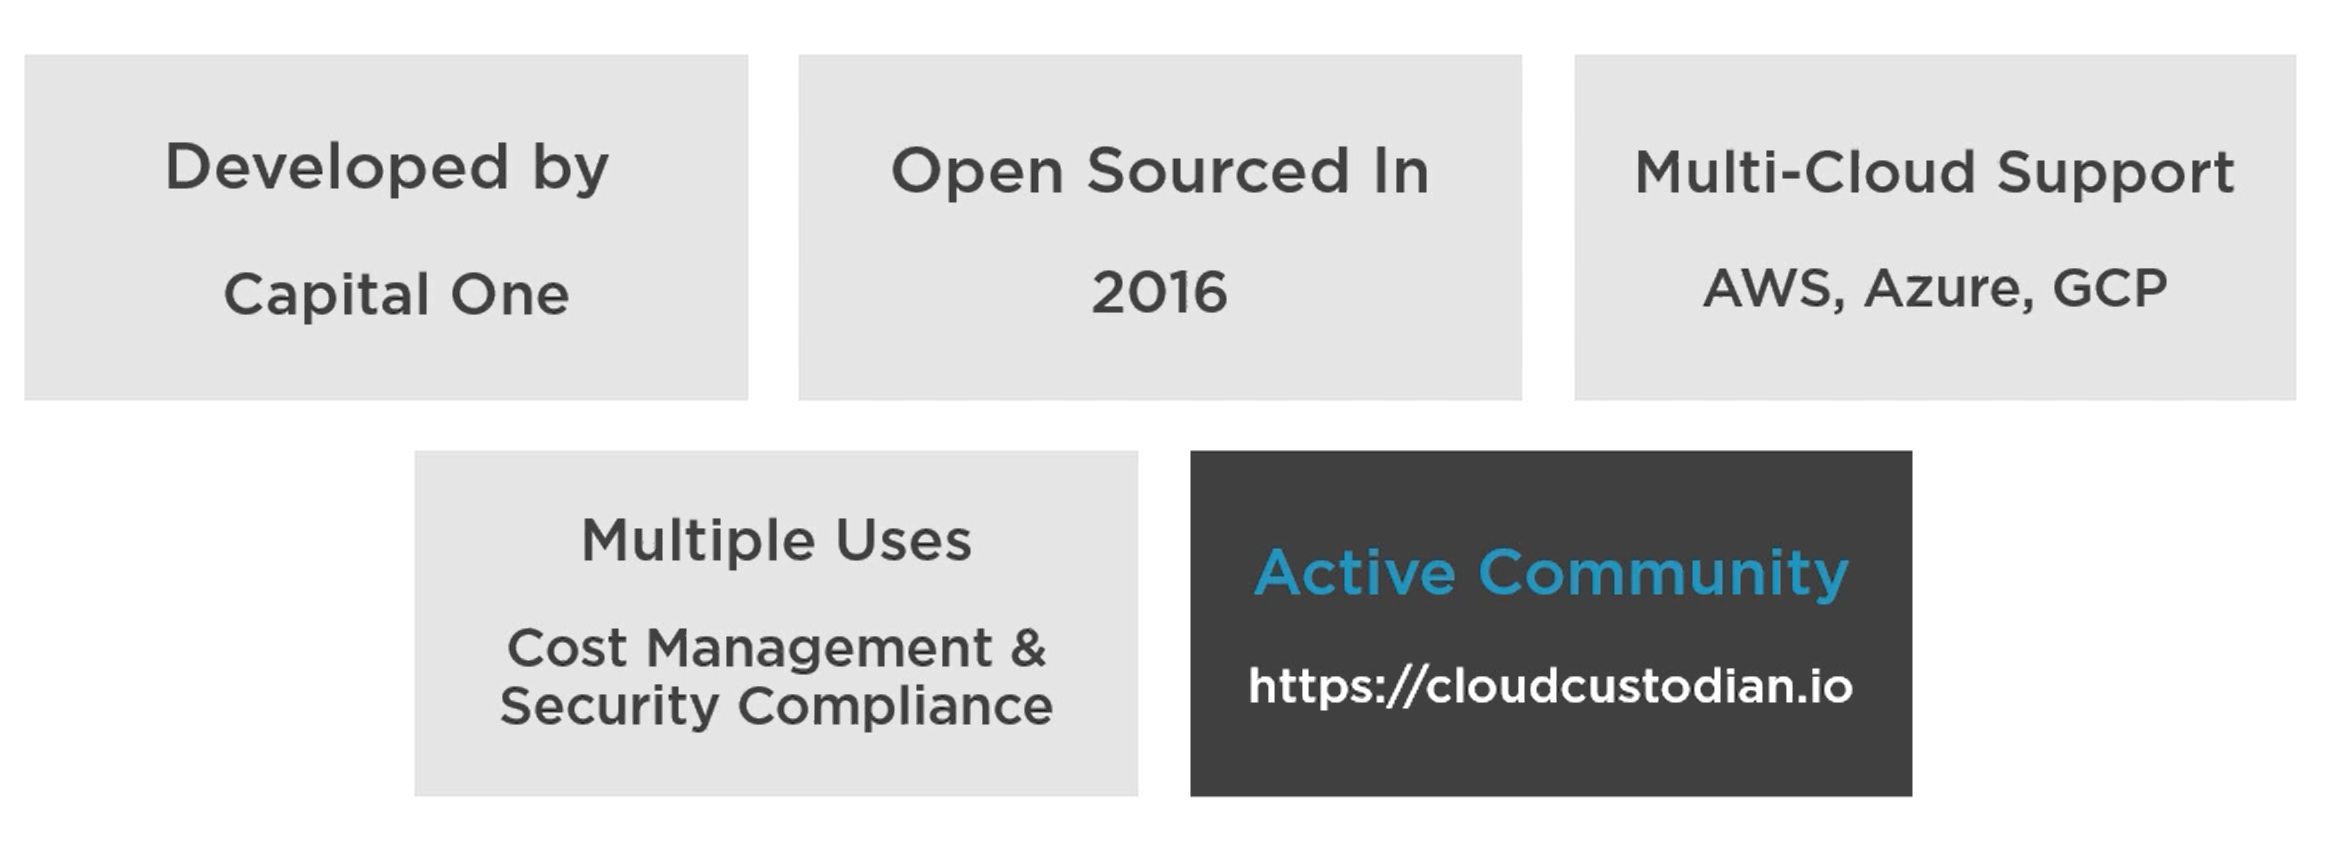 Developed by
Capital One
Open Sourced In
2016
Multi-Cloud Support
AWS, Azure, GCP
Multiple Uses
Cost Management &
Security Compliance
Active Community
https://cloudcustodian.io